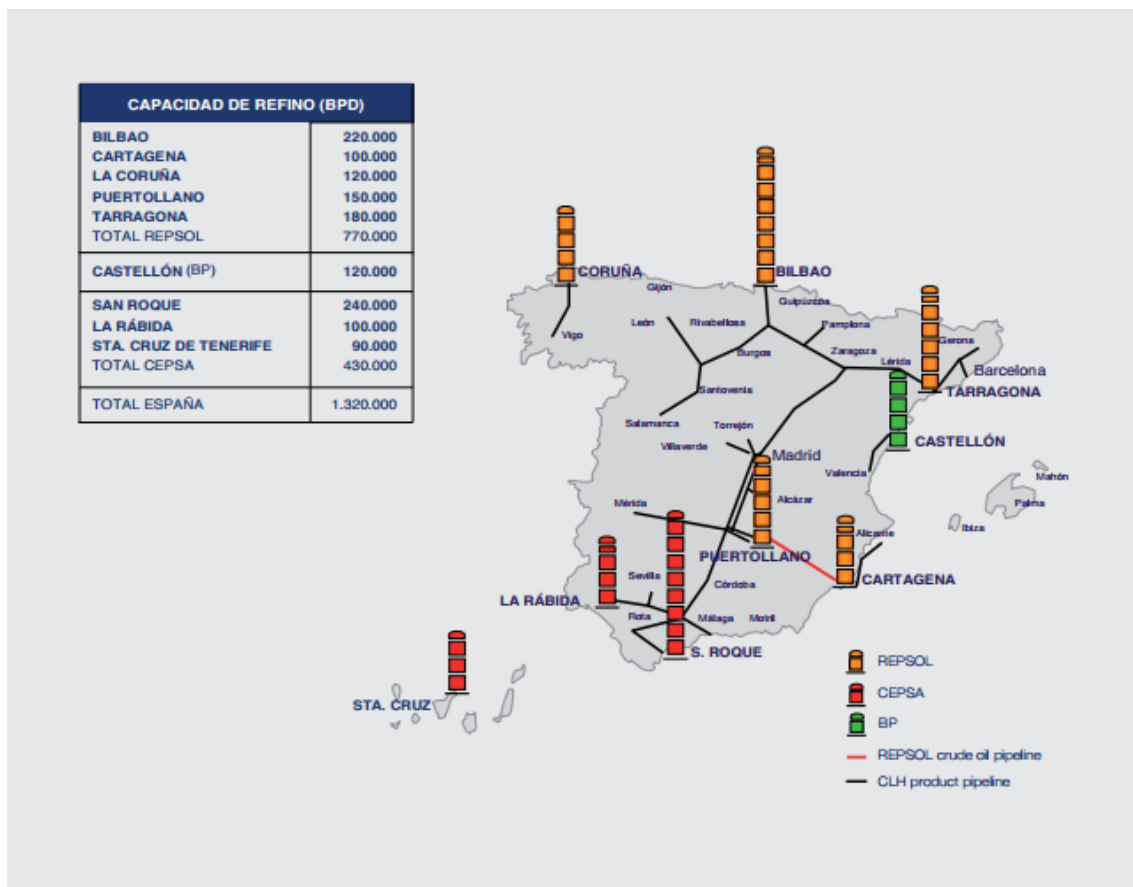 CAPACIDAD DE REFINO (BPD)
BILBAO 220.000
CARTAGENA 100.000
LA CORUÑA 120.000
PUERTOLLANO 150.000
TARRAGONA 180.000
TOTAL REPSOL 770.000
CASTELLÓN (BP) 120.000
SAN ROQUE 240.000
LA RÁBIDA 100.000
STA. CRUZ DE TENERIFE 90.000
TOTAL CEPSA 430.000
TOTAL ESPAÑA 1.320.000
CORUÑA
BILBAO
Gijón
Guipúzcoa
León
Rivabellosa
Pamplona
Vigo
Burgos
Zaragoza
Lérida
Gerona
Barcelona
TARRAGONA
Santovenia
Salamanca
Torrejón
Villaverde
Madrid
CASTELLÓN
Valencia
Mahón
Palma
Ibiza
Mérida
Alcázar
Alicante
PUERTOLLANO
CARTAGENA
Sevilla
Córdoba
LA RÁBIDA
Rota
Málaga
Motril
S. ROQUE
STA. CRUZ
REPSOL
CEPSA
BP
REPSOL crude oil pipeline
CLH product pipeline